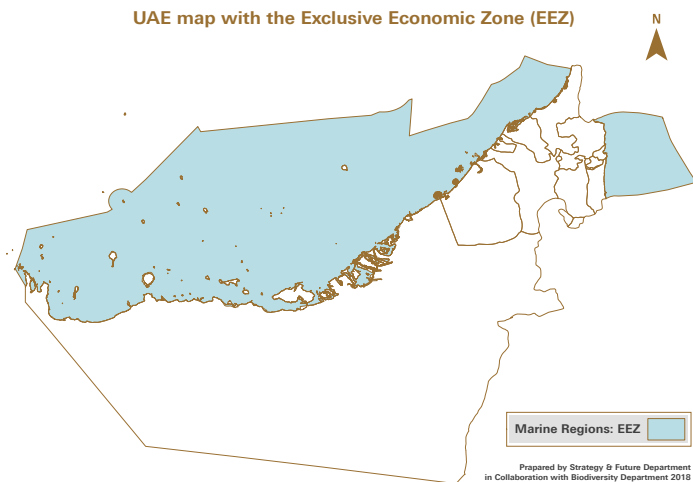 UAE map with the Exclusive Economic Zone (EEZ)
N
Marine Regions: EEZ
Prepared by Strategy & Future Department
in Collaboration with Biodiversity Department 2018